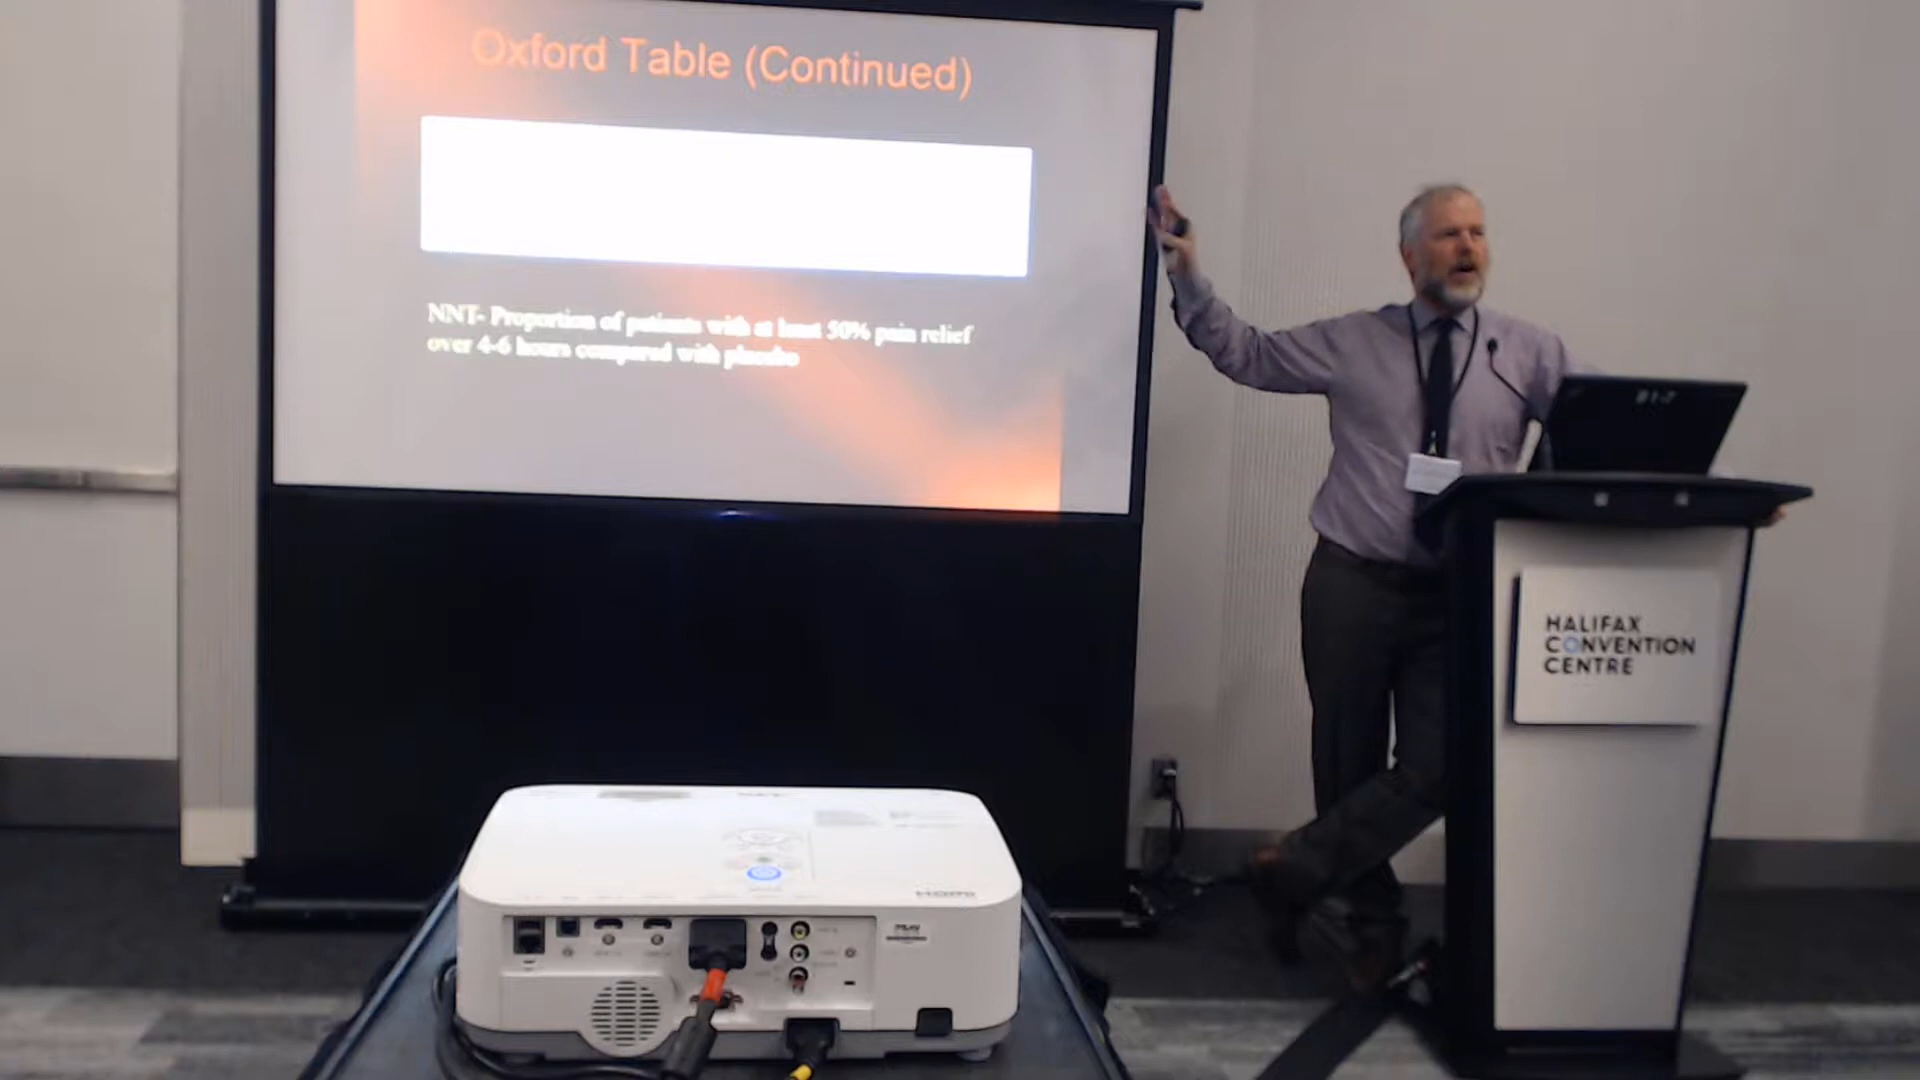 Oxford Table (Continued)
NNT- Proportion of patients with at least 50% pain relief
over 4-6 hours compared with placebo
HALIFAX
CONVENTION
CENTRE